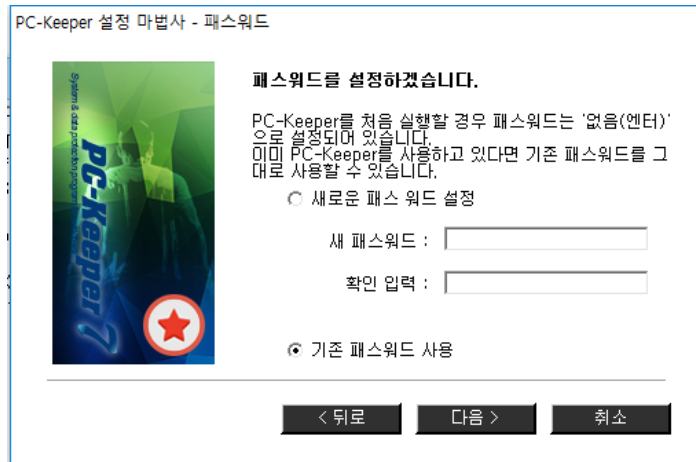 PC-Keeper 설정 마법사 - 패스워드
System & data protection program
PC-Keeper 7
패스워드를 설정하겠습니다.
PC-Keeper를 처음 실행할 경우 패스워드는 '없음(엔터)'
으로 설정되어 있습니다.
이미 PC-Keeper를 사용하고 있다면 기존 패스워드를 그
대로 사용할 수 있습니다.
새로운 패스 워드 설정
새 패스워드 :
확인 입력 :
기존 패스워드 사용
< 뒤로
다음 >
취소